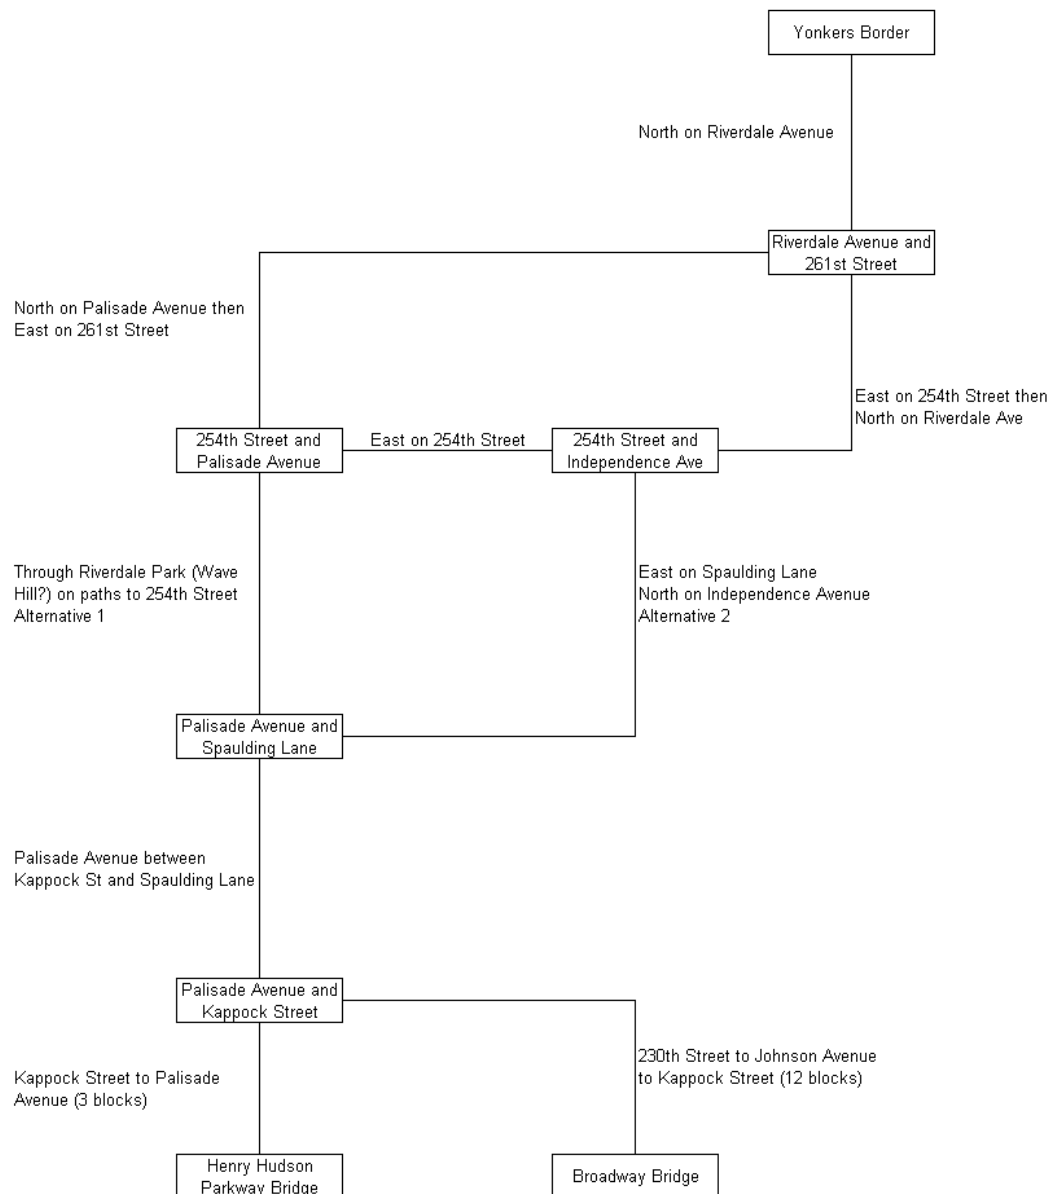 Yonkers Border
North on Riverdale Avenue
Riverdale Avenue and
261st Street
North on Palisade Avenue then
East on 261st Street
East on 254th Street then
North on Riverdale Ave
254th Street and
Palisade Avenue
East on 254th Street
254th Street and
Independence Ave
Through Riverdale Park (Wave
Hill?) on paths to 254th Street
Alternative 1
East on Spaulding Lane
North on Independence Avenue
Alternative 2
Palisade Avenue and
Spaulding Lane
Palisade Avenue between
Kappock St and Spaulding Lane
Palisade Avenue and
Kappock Street
Kappock Street to Palisade
Avenue (3 blocks)
230th Street to Johnson Avenue
to Kappock Street (12 blocks)
Henry Hudson
Parkway Bridge
Broadway Bridge